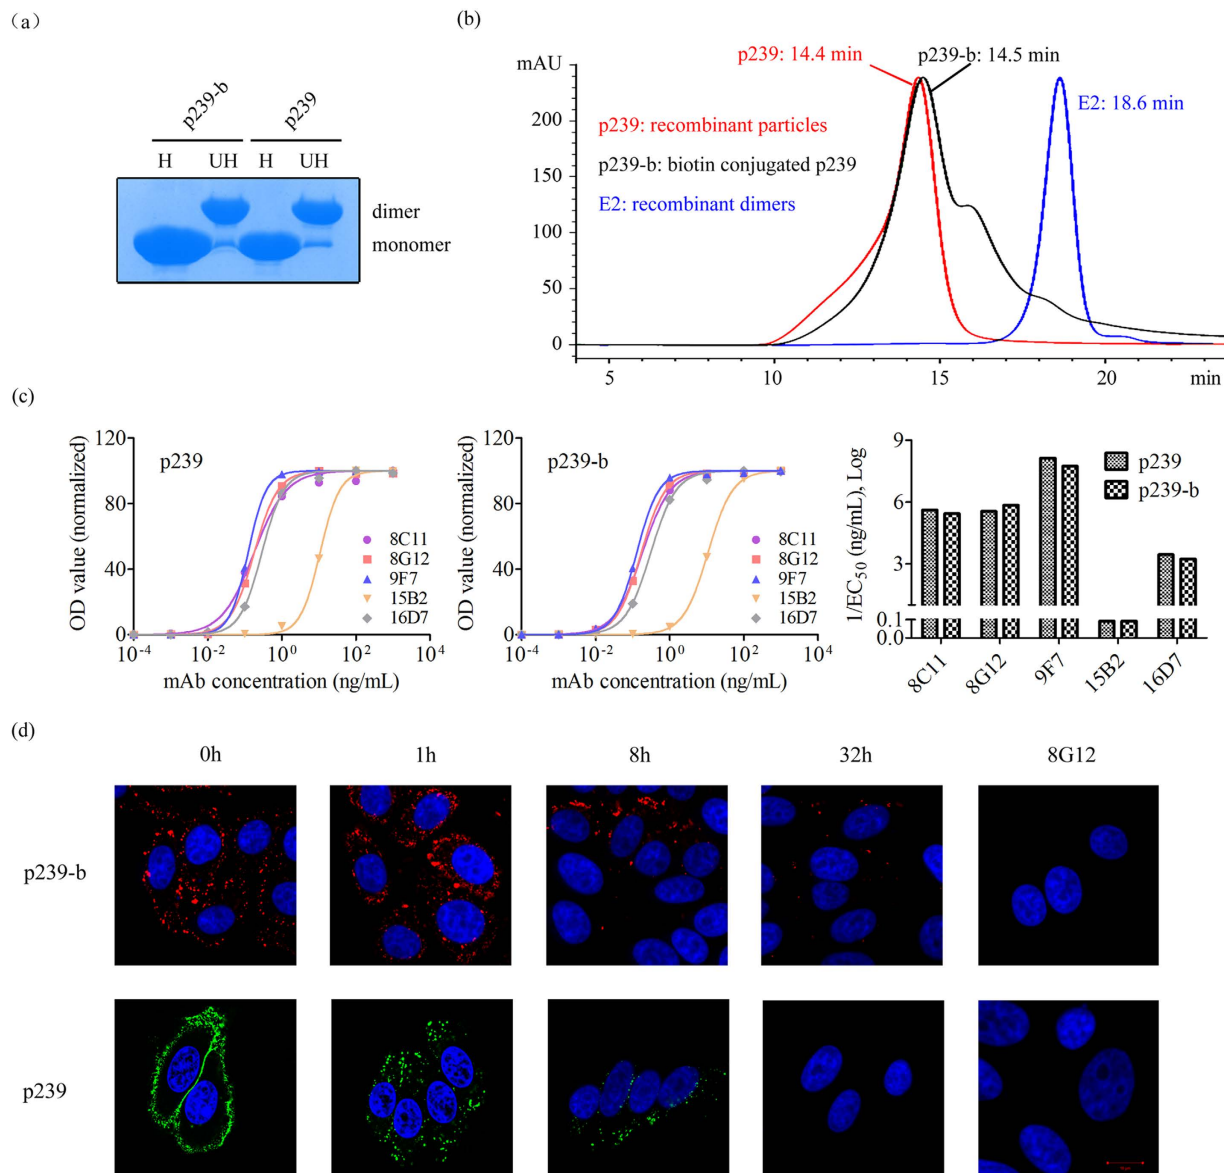 (a)
p239-b
p239
H
UH
H
UH
dimer
monomer
(b)
mAU
p239: 14.4 min
p239-b: 14.5 min
E2: 18.6 min
p239: recombinant particles
p239-b: biotin conjugated p239
E2: recombinant dimers
200
150
100
50
0
5
10
15
20
min
(c)
OD value (normalized)
120
80
40
0
p239
8C11
8G12
9F7
15B2
16D7
10⁻⁴
10⁻²
10⁰
10²
10⁴
mAb concentration (ng/mL)
OD value (normalized)
120
80
40
0
p239-b
8C11
8G12
9F7
15B2
16D7
10⁻⁴
10⁻²
10⁰
10²
10⁴
mAb concentration (ng/mL)
1/EC₅₀ (ng/mL), Log
9
6
3
0.1
0.0
p239
p239-b
8C11
8G12
9F7
15B2
16D7
(d)
0h
1h
8h
32h
8G12
p239-b
p239